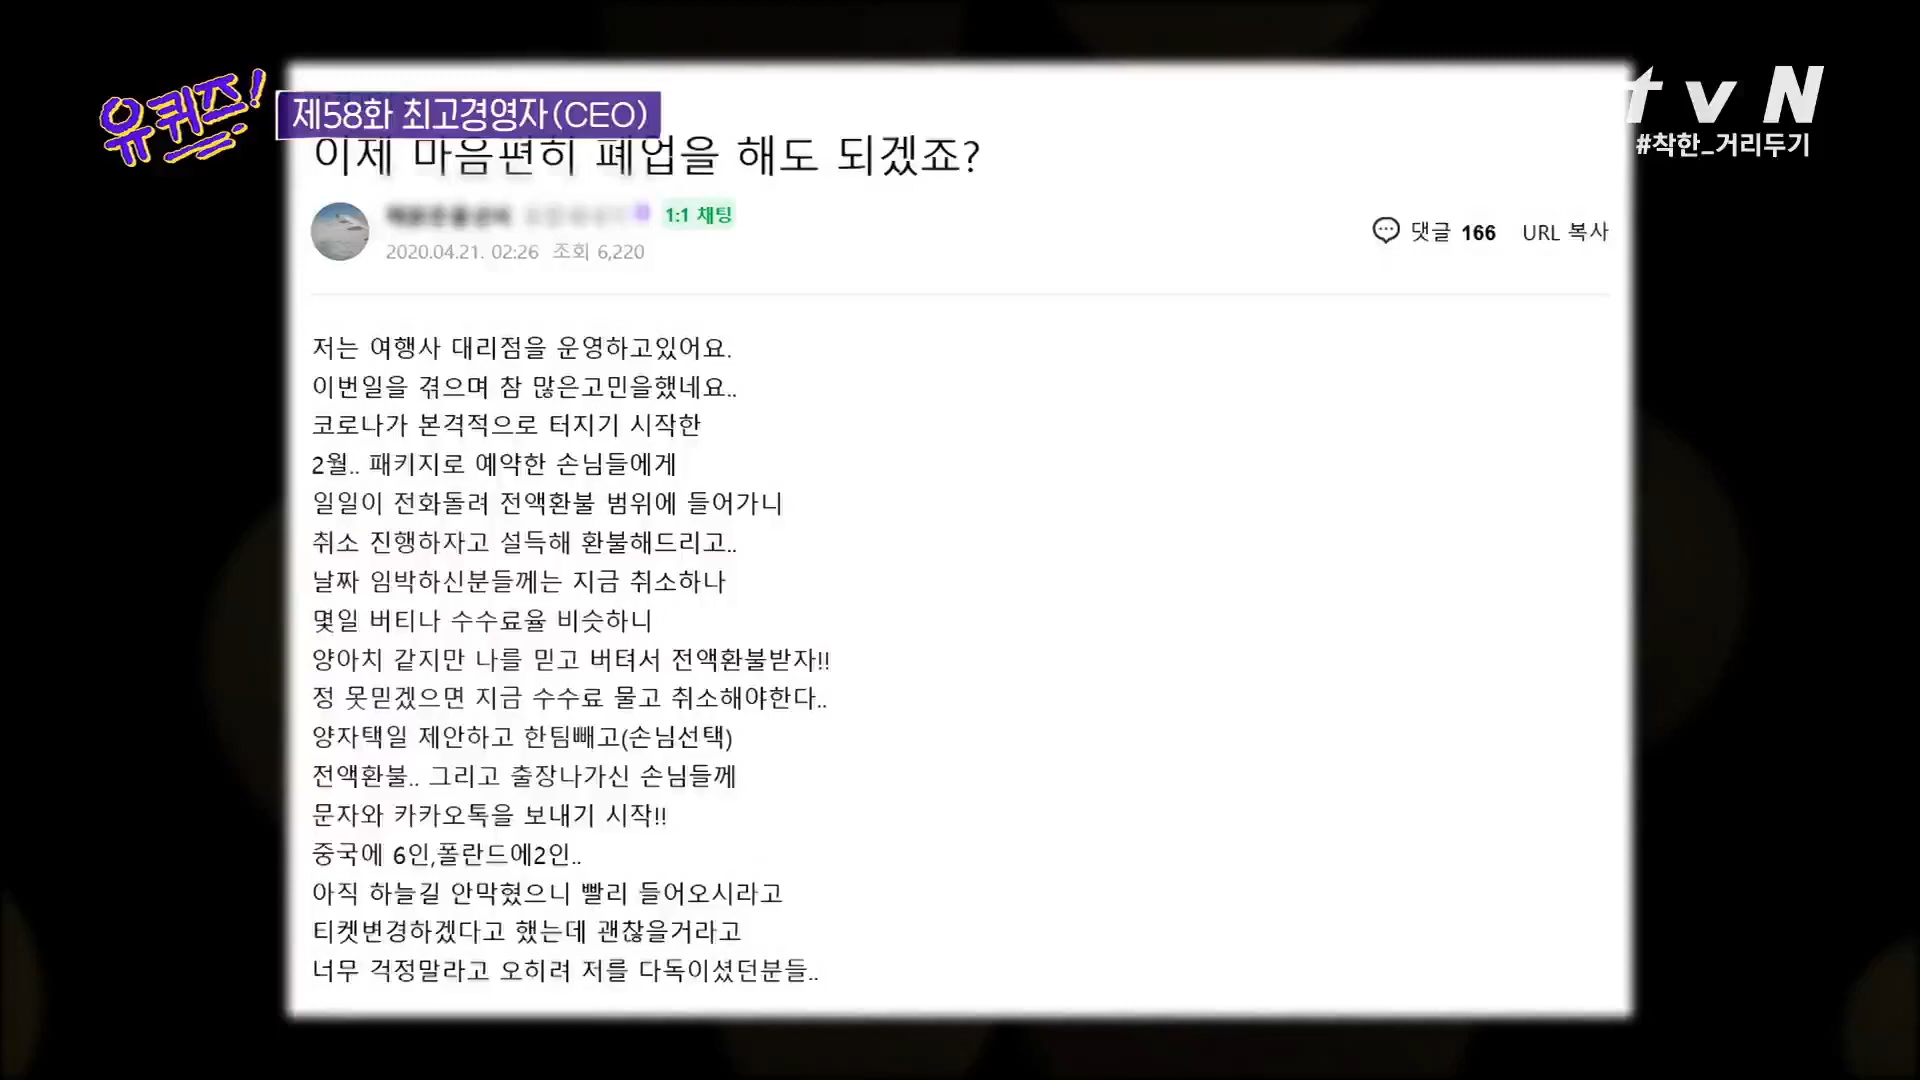 유퀴즈!
제58화 최고경영자(CEO)
tvN
#착한_거리두기
이제 마음편히 폐업을 해도 되겠죠?
1:1 채팅
2020.04.21. 02:26 조회 6,220
댓글 166 URL 복사
저는 여행사 대리점을 운영하고있어요.
이번일을 겪으며 참 많은고민을했네요..
코로나가 본격적으로 터지기 시작한
2월.. 패키지로 예약한 손님들에게
일일이 전화돌려 전액환불 범위에 들어가니
취소 진행하자고 설득해 환불해드리고..
날짜 임박하신분들께는 지금 취소하나
몇일 버티나 수수료율 비슷하니
양아치 같지만 나를 믿고 버텨서 전액환불받자!!
정 못믿겠으면 지금 수수료 물고 취소해야한다..
양자택일 제안하고 한팀빼고(손님선택)
전액환불.. 그리고 출장나가신 손님들께
문자와 카카오톡을 보내기 시작!!
중국에 6인,폴란드에2인..
아직 하늘길 안막혔으니 빨리 들어오시라고
티켓변경하겠다고 했는데 괜찮을거라고
너무 걱정말라고 오히려 저를 다독이셨던분들..